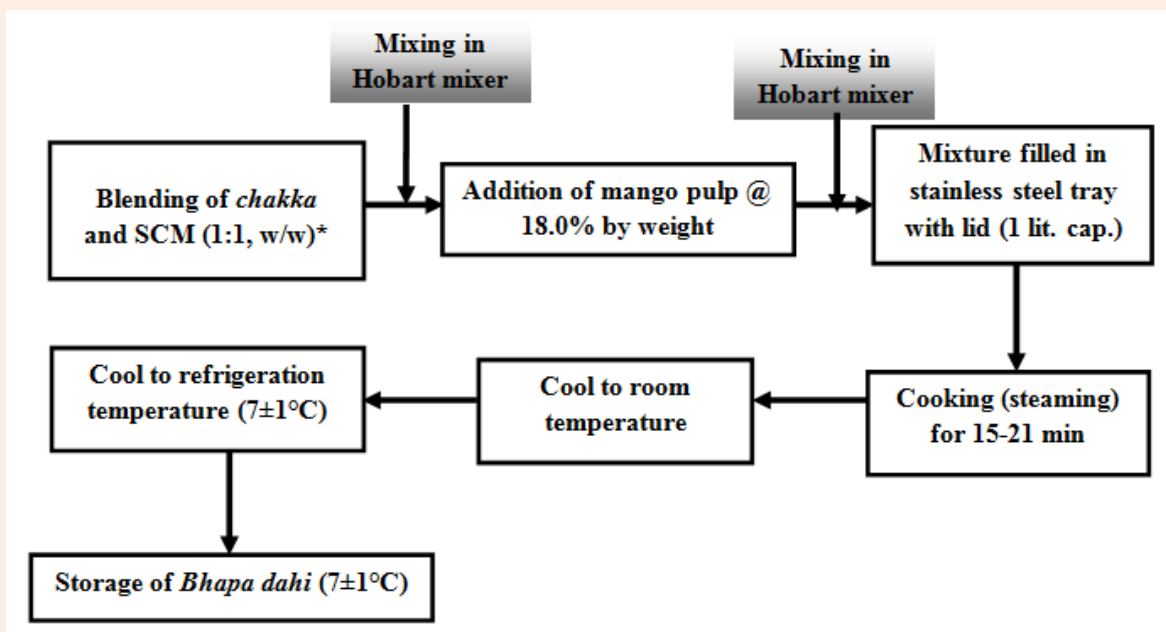 Mixing in
Hobart mixer
Mixing in
Hobart mixer
Blending of chakka
and SCM (1:1, w/w)*
Addition of mango pulp @
18.0% by weight
Mixture filled in
stainless steel tray
with lid (1 lit. cap.)
Cooking (steaming)
for 15-21 min
Cool to room
temperature
Cool to refrigeration
temperature (7±1°C)
Storage of Bhapa dahi (7±1°C)